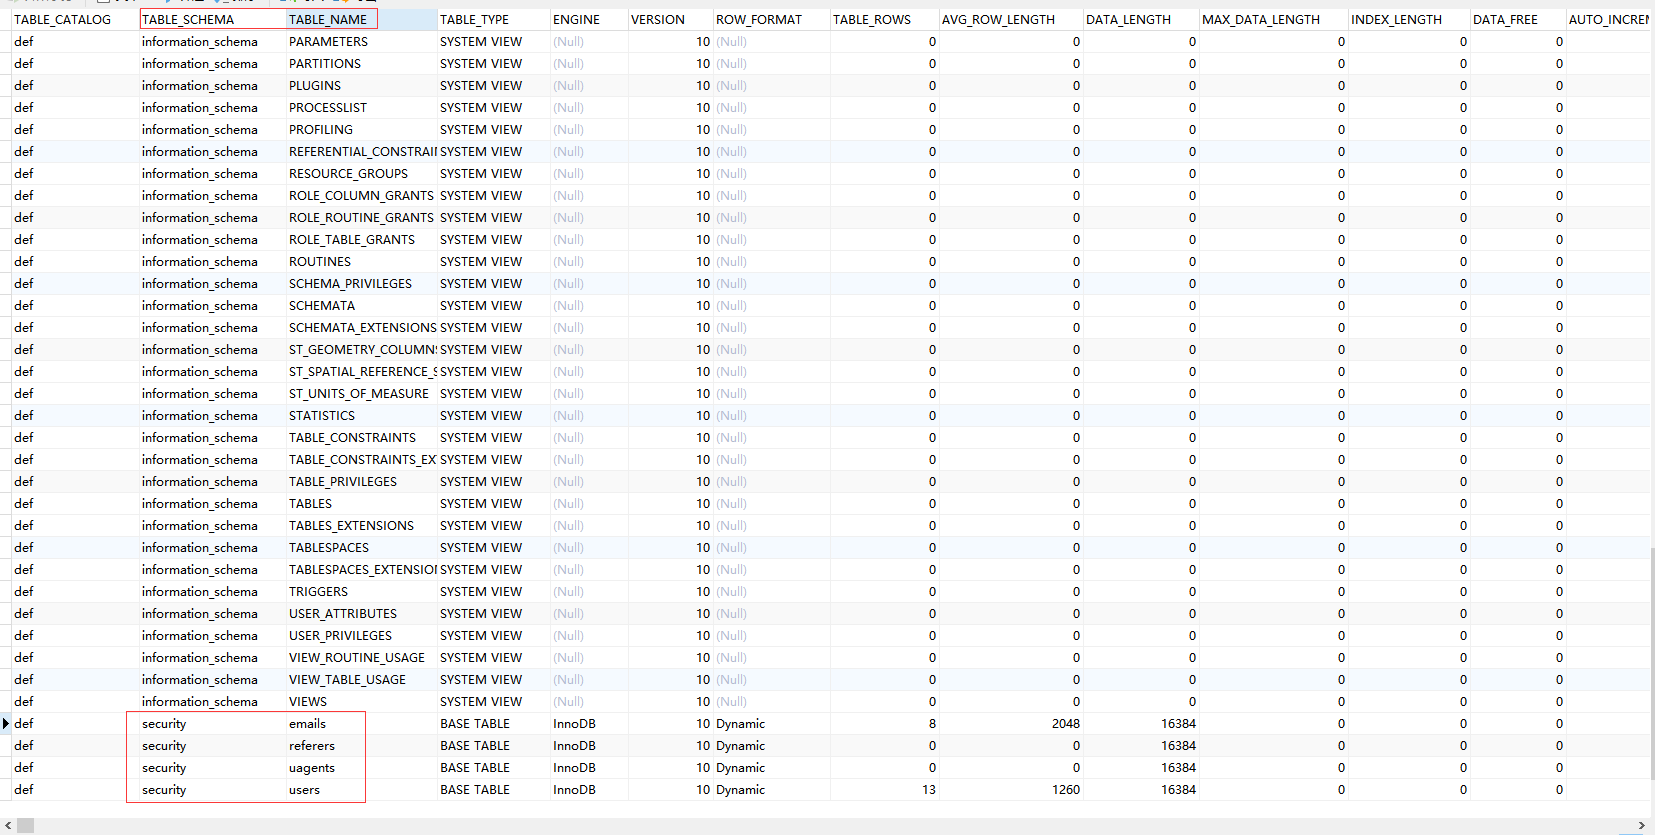 TABLE_CATALOG TABLE_SCHEMA TABLE_NAME TABLE_TYPE ENGINE VERSION ROW_FORMAT TABLE_ROWS AVG_ROW_LENGTH DATA_LENGTH MAX_DATA_LENGTH INDEX_LENGTH DATA_FREE AUTO_INCREM
def information_schema PARAMETERS SYSTEM VIEW (Null) 10 (Null) 0 0 0 0 0 0
def information_schema PARTITIONS SYSTEM VIEW (Null) 10 (Null) 0 0 0 0 0 0
def information_schema PLUGINS SYSTEM VIEW (Null) 10 (Null) 0 0 0 0 0 0
def information_schema PROCESSLIST SYSTEM VIEW (Null) 10 (Null) 0 0 0 0 0 0
def information_schema PROFILING SYSTEM VIEW (Null) 10 (Null) 0 0 0 0 0 0
def information_schema REFERENTIAL_CONSTRAI SYSTEM VIEW (Null) 10 (Null) 0 0 0 0 0 0
def information_schema RESOURCE_GROUPS SYSTEM VIEW (Null) 10 (Null) 0 0 0 0 0 0
def information_schema ROLE_COLUMN_GRANTS SYSTEM VIEW (Null) 10 (Null) 0 0 0 0 0 0
def information_schema ROLE_ROUTINE_GRANTS SYSTEM VIEW (Null) 10 (Null) 0 0 0 0 0 0
def information_schema ROLE_TABLE_GRANTS SYSTEM VIEW (Null) 10 (Null) 0 0 0 0 0 0
def information_schema ROUTINES SYSTEM VIEW (Null) 10 (Null) 0 0 0 0 0 0
def information_schema SCHEMA_PRIVILEGES SYSTEM VIEW (Null) 10 (Null) 0 0 0 0 0 0
def information_schema SCHEMATA SYSTEM VIEW (Null) 10 (Null) 0 0 0 0 0 0
def information_schema SCHEMATA_EXTENSIONS SYSTEM VIEW (Null) 10 (Null) 0 0 0 0 0 0
def information_schema ST_GEOMETRY_COLUMNS SYSTEM VIEW (Null) 10 (Null) 0 0 0 0 0 0
def information_schema ST_SPATIAL_REFERENCE_S SYSTEM VIEW (Null) 10 (Null) 0 0 0 0 0 0
def information_schema ST_UNITS_OF_MEASURE SYSTEM VIEW (Null) 10 (Null) 0 0 0 0 0 0
def information_schema STATISTICS SYSTEM VIEW (Null) 10 (Null) 0 0 0 0 0 0
def information_schema TABLE_CONSTRAINTS SYSTEM VIEW (Null) 10 (Null) 0 0 0 0 0 0
def information_schema TABLE_CONSTRAINTS_EX SYSTEM VIEW (Null) 10 (Null) 0 0 0 0 0 0
def information_schema TABLE_PRIVILEGES SYSTEM VIEW (Null) 10 (Null) 0 0 0 0 0 0
def information_schema TABLES SYSTEM VIEW (Null) 10 (Null) 0 0 0 0 0 0
def information_schema TABLES_EXTENSIONS SYSTEM VIEW (Null) 10 (Null) 0 0 0 0 0 0
def information_schema TABLESPACES SYSTEM VIEW (Null) 10 (Null) 0 0 0 0 0 0
def information_schema TABLESPACES_EXTENSIO SYSTEM VIEW (Null) 10 (Null) 0 0 0 0 0 0
def information_schema TRIGGERS SYSTEM VIEW (Null) 10 (Null) 0 0 0 0 0 0
def information_schema USER_ATTRIBUTES SYSTEM VIEW (Null) 10 (Null) 0 0 0 0 0 0
def information_schema USER_PRIVILEGES SYSTEM VIEW (Null) 10 (Null) 0 0 0 0 0 0
def information_schema VIEW_ROUTINE_USAGE SYSTEM VIEW (Null) 10 (Null) 0 0 0 0 0 0
def information_schema VIEW_TABLE_USAGE SYSTEM VIEW (Null) 10 (Null) 0 0 0 0 0 0
def information_schema VIEWS SYSTEM VIEW (Null) 10 (Null) 0 0 0 0 0 0
def security emails BASE TABLE InnoDB 10 Dynamic 8 2048 16384 0 0 0
def security referers BASE TABLE InnoDB 10 Dynamic 0 0 16384 0 0 0
def security uagents BASE TABLE InnoDB 10 Dynamic 0 0 16384 0 0 0
def security users BASE TABLE InnoDB 10 Dynamic 13 1260 16384 0 0 0